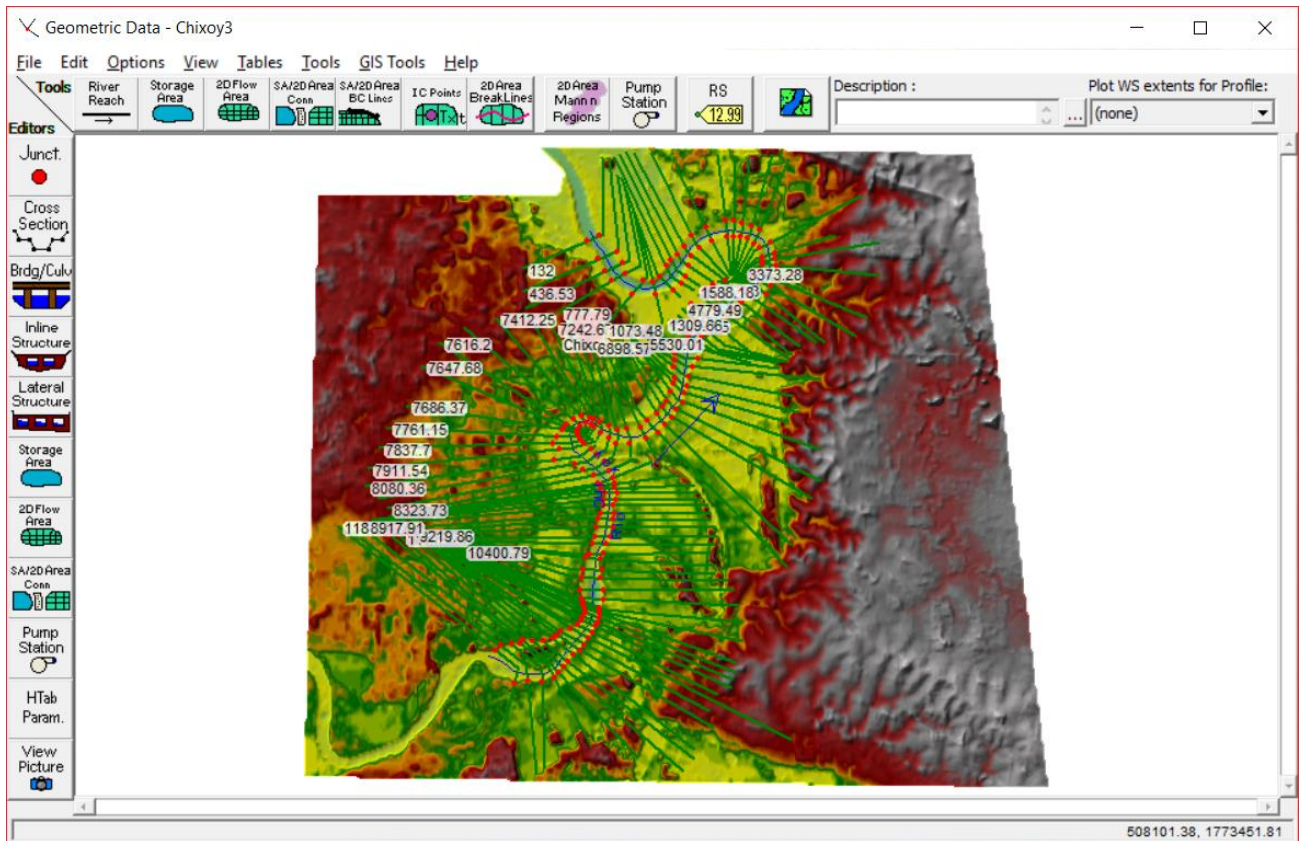 Geometric Data - Chixoy3
File Edit Options View Tables Tools GIS Tools Help
Tools
Editors
River Reach
Storage Area
2D Flow Area
SA/2D Area Conn
SA/2D Area BC Lines
IC Points
2D Area BreakLines
2D Area Mann n Regions
Pump Station
RS
12.99
Description :
...
Plot WS extents for Profile:
(none)
Junct.
Cross Section
Brdg/Culv
Inline Structure
Lateral Structure
Storage Area
2D Flow Area
SA/2D Area Conn
Pump Station
HTab Param.
View Picture
132
3373.28
436.53
1588.18
7412.25
777.79
4779.49
7242.6
1073.48
1309.66
7616.2
6898.57
5530.01
7647.68
7686.37
7761.15
7837.7
7911.54
8080.36
8323.73
8917.91
9219.86
10400.79
508101.38, 1773451.81